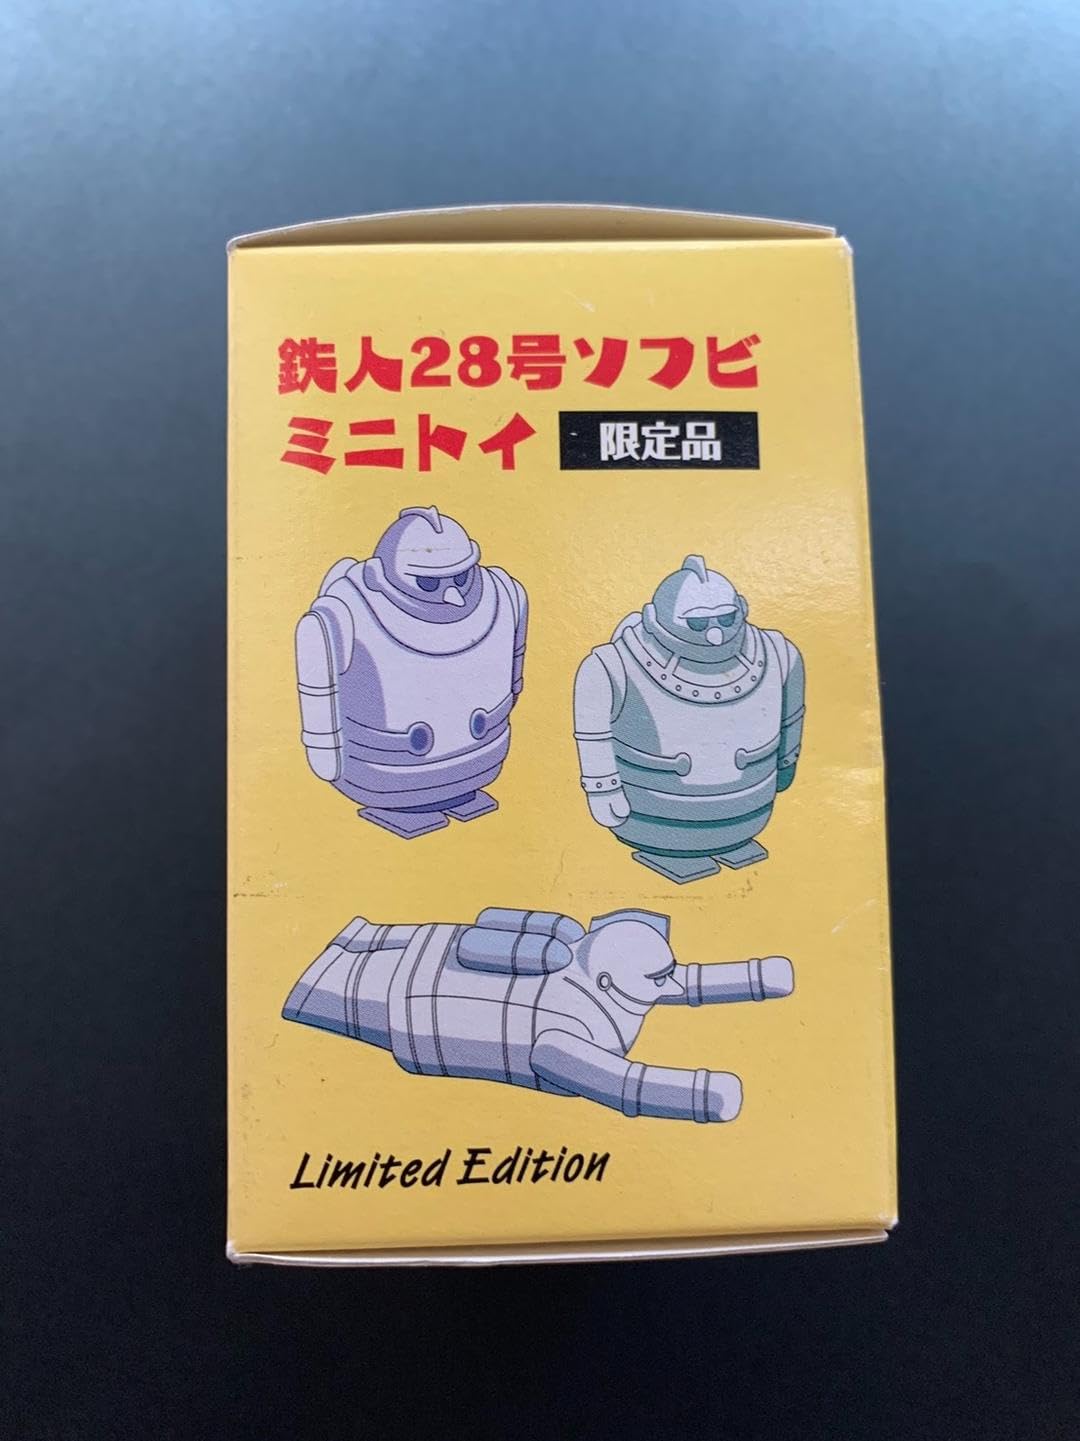 鉄人28号ソフビ
ミニトイ 限定品
Limited Edition